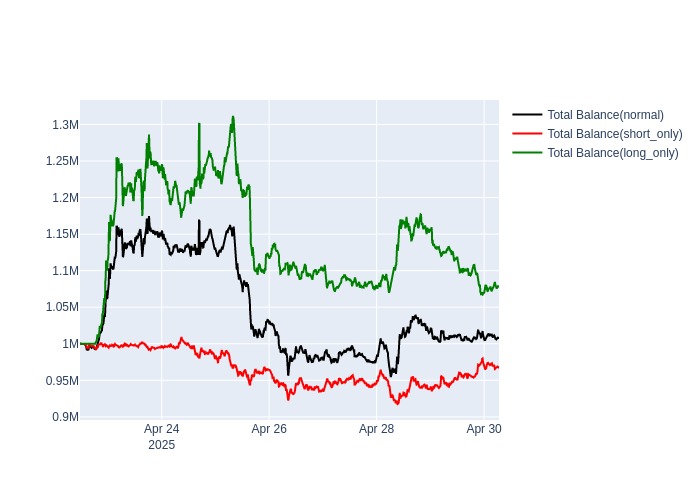 Total Balance(normal)
Total Balance(short_only)
Total Balance(long_only)
1.3M
1.25M
1.2M
1.15M
1.1M
1.05M
1M
0.95M
0.9M
Apr 24
2025
Apr 26
Apr 28
Apr 30